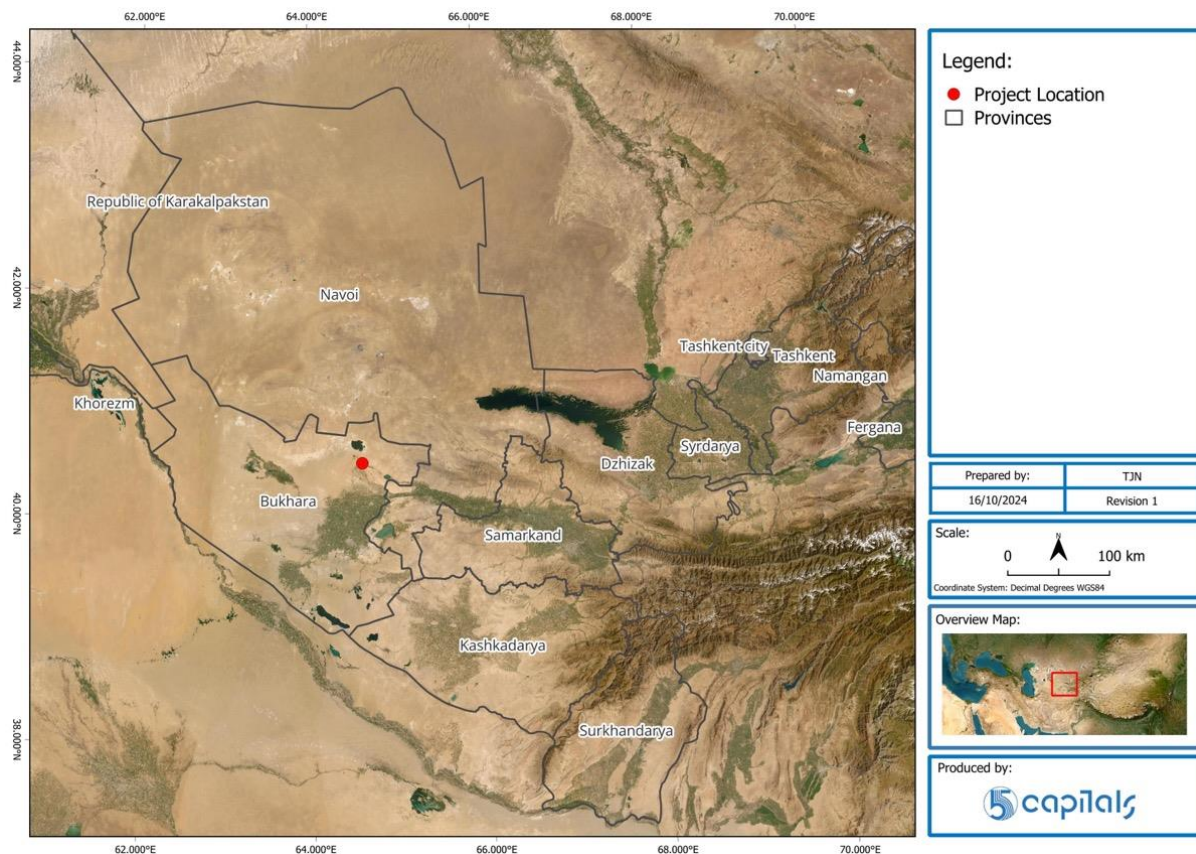 62.000°E 64.000°E 66.000°E 68.000°E 70.000°E
44.000°N
42.000°N
40.000°N
38.000°N
Republic of Karakalpakstan
Navoi
Tashkent city
Tashkent
Namangan
Khorezm
Fergana
Syrdarya
Dzhizak
Bukhara
Samarkand
Kashkadarya
Surkhandarya
62.000°E 64.000°E 66.000°E 68.000°E 70.000°E
Legend:
Project Location
Provinces
Prepared by: TJN
16/10/2024 Revision 1
Scale:
N
0 100 km
Coordinate System: Decimal Degrees WGS84
Overview Map:
Produced by:
5 capitals